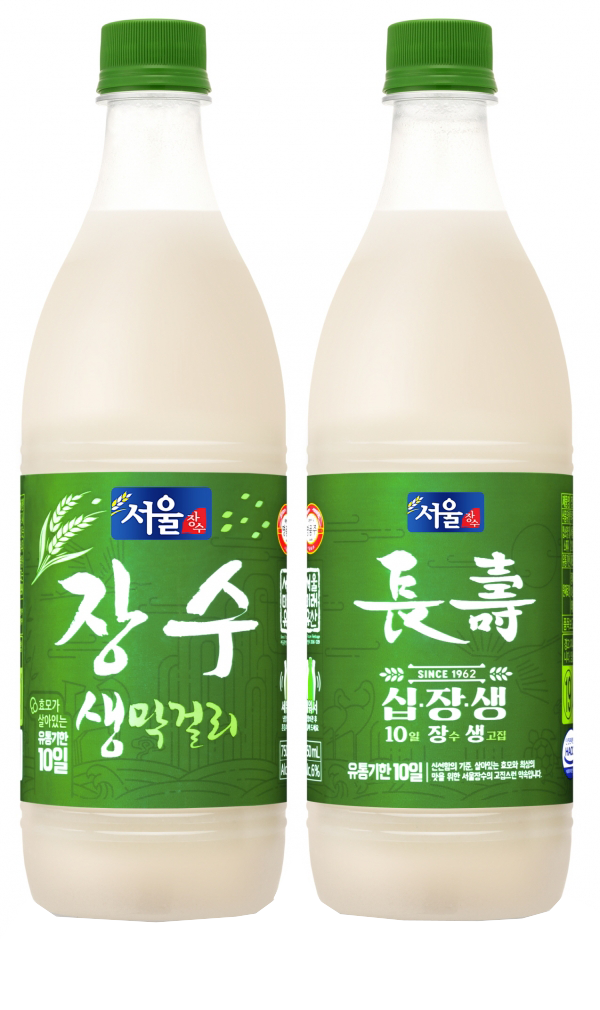 서울장수
장수
생막걸리
효모가
살아있는
유통기한
10일
서울장수
長壽
SINCE 1962
십·장·생
10일 장수 생고집
유통기한 10일
신선함의 기준, 살아있는 효모와 최상의
맛을 위한 서울장수의 고집스런 약속입니다.